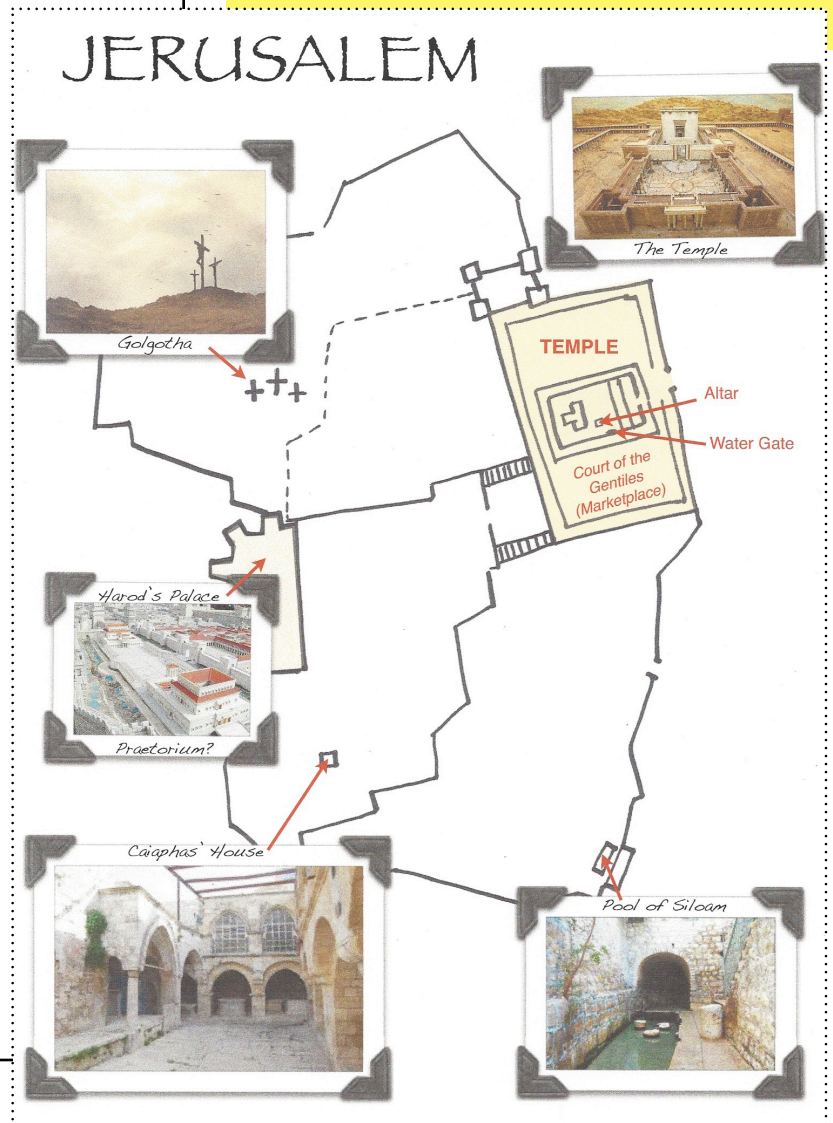 JERUSALEM
The Temple
Golgotha
TEMPLE
Altar
Water Gate
Court of the
Gentiles
(Marketplace)
Harod's Palace
Praetorium?
Caiaphas' House
Pool of Siloam